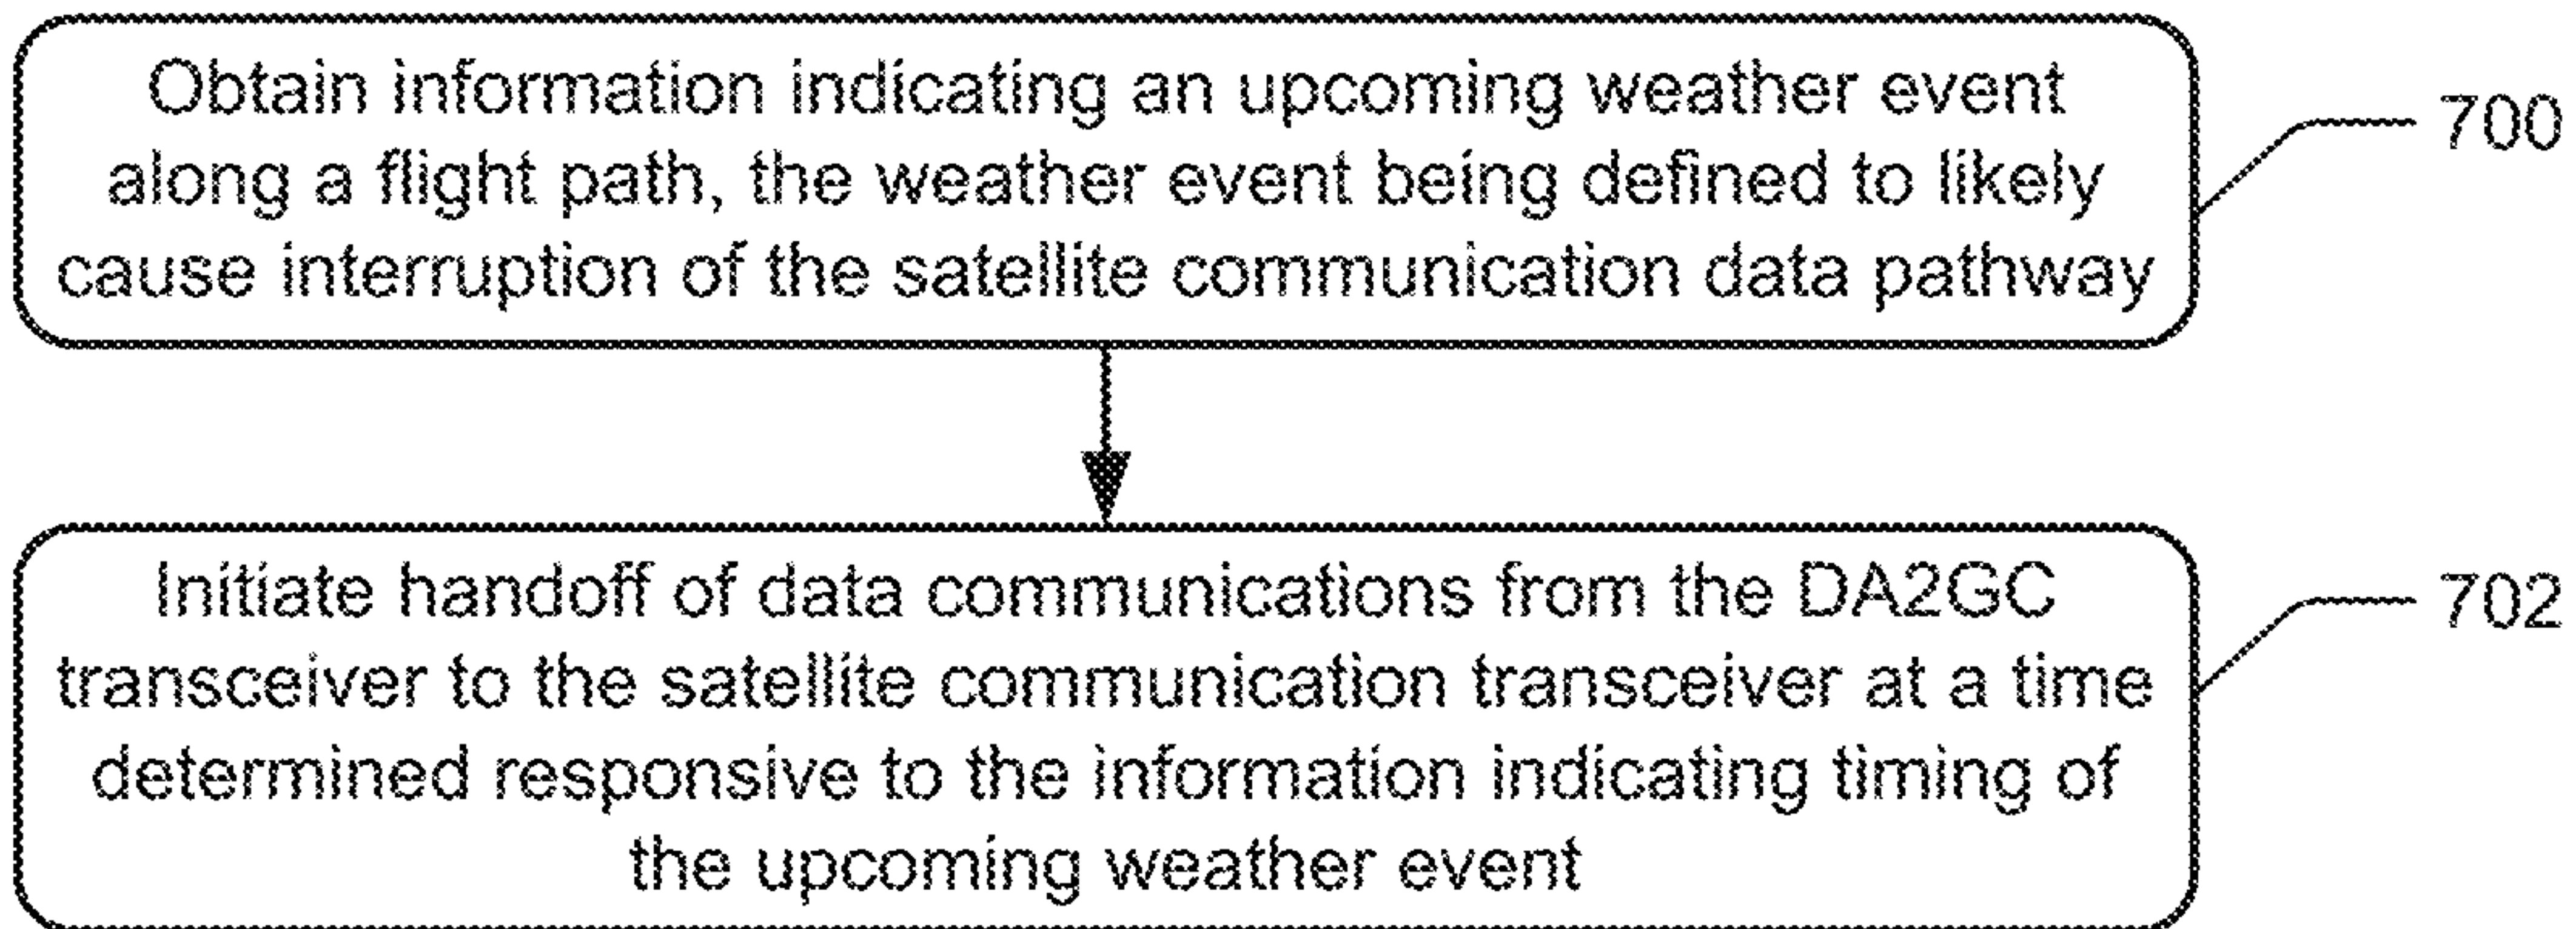 Obtain information indicating an upcoming weather event
along a flight path, the weather event being defined to likely
cause interruption of the satellite communication data pathway
700
Initiate handoff of data communications from the DA2GC
transceiver to the satellite communication transceiver at a time
determined responsive to the information indicating timing of
the upcoming weather event
702